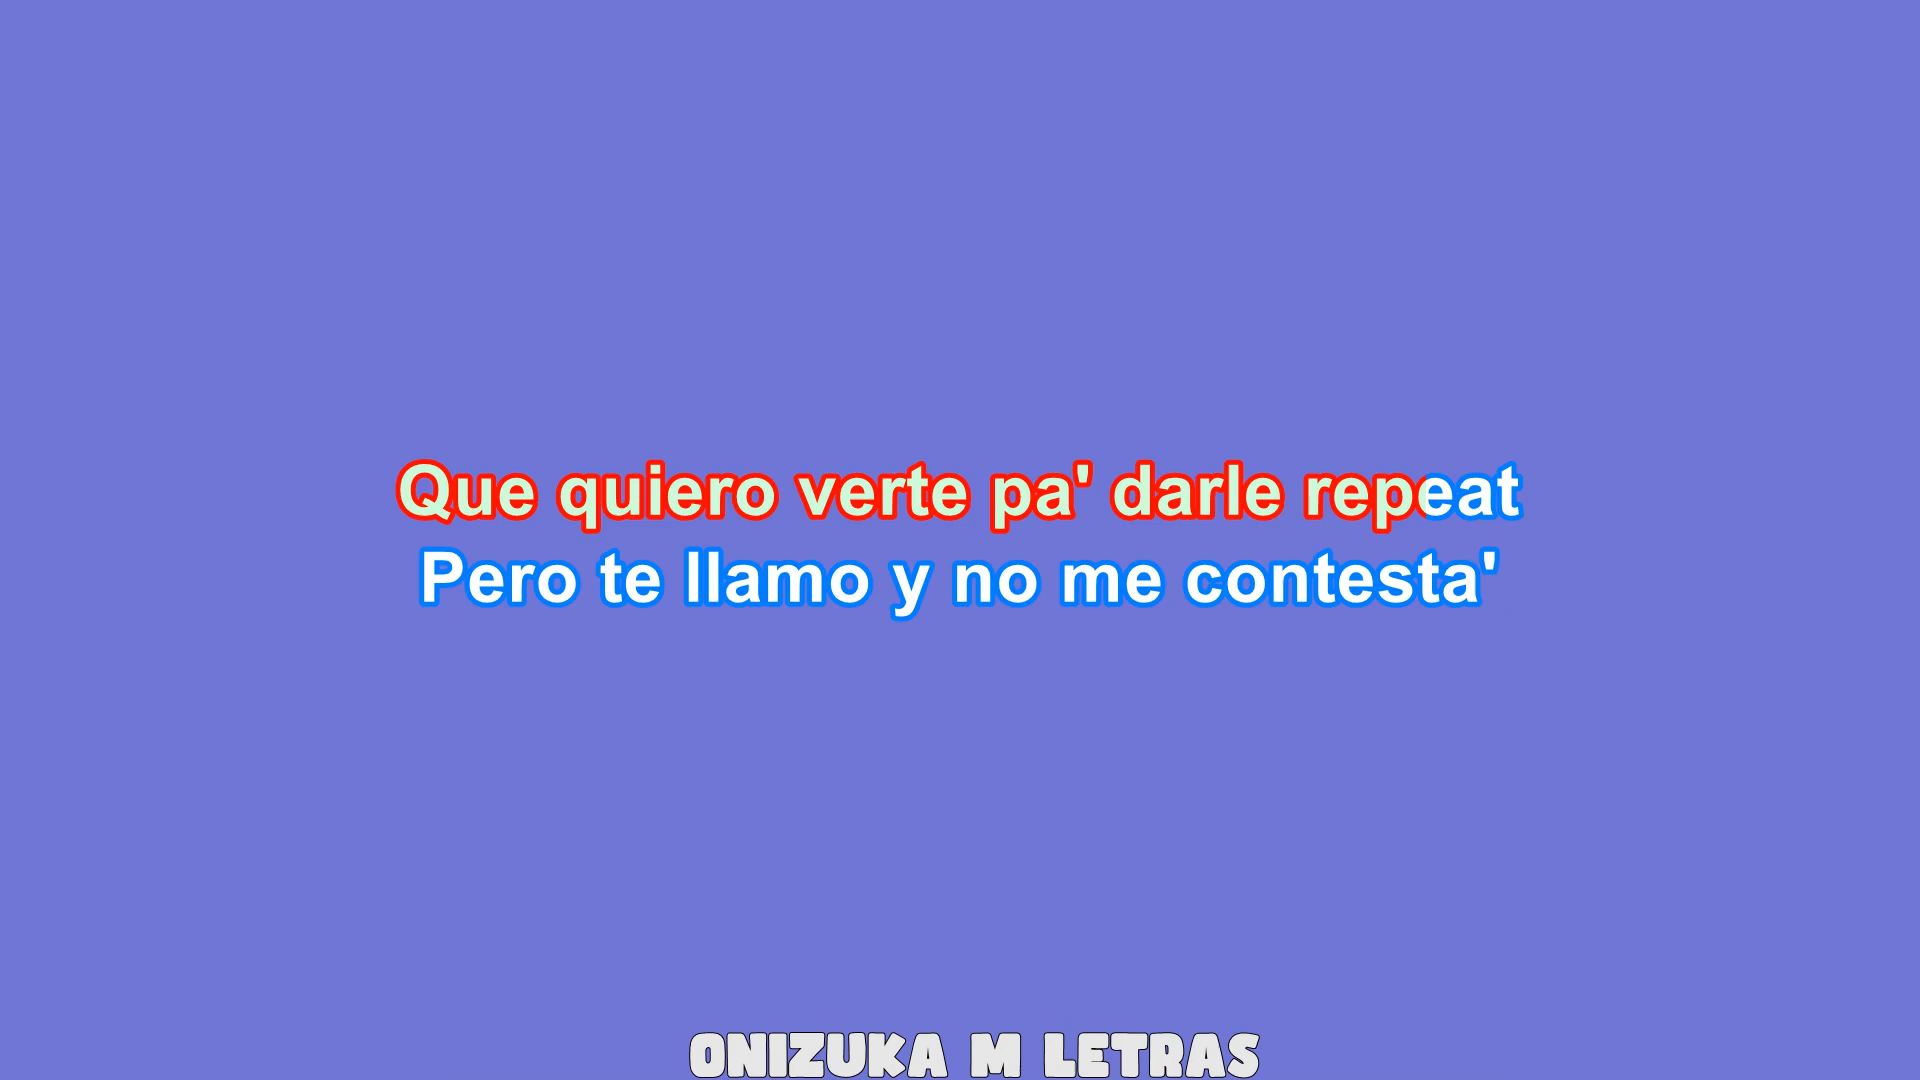 Que quiero verte pa' darle repeat
Pero te llamo y no me contesta'
ONIZUKA M LETRAS